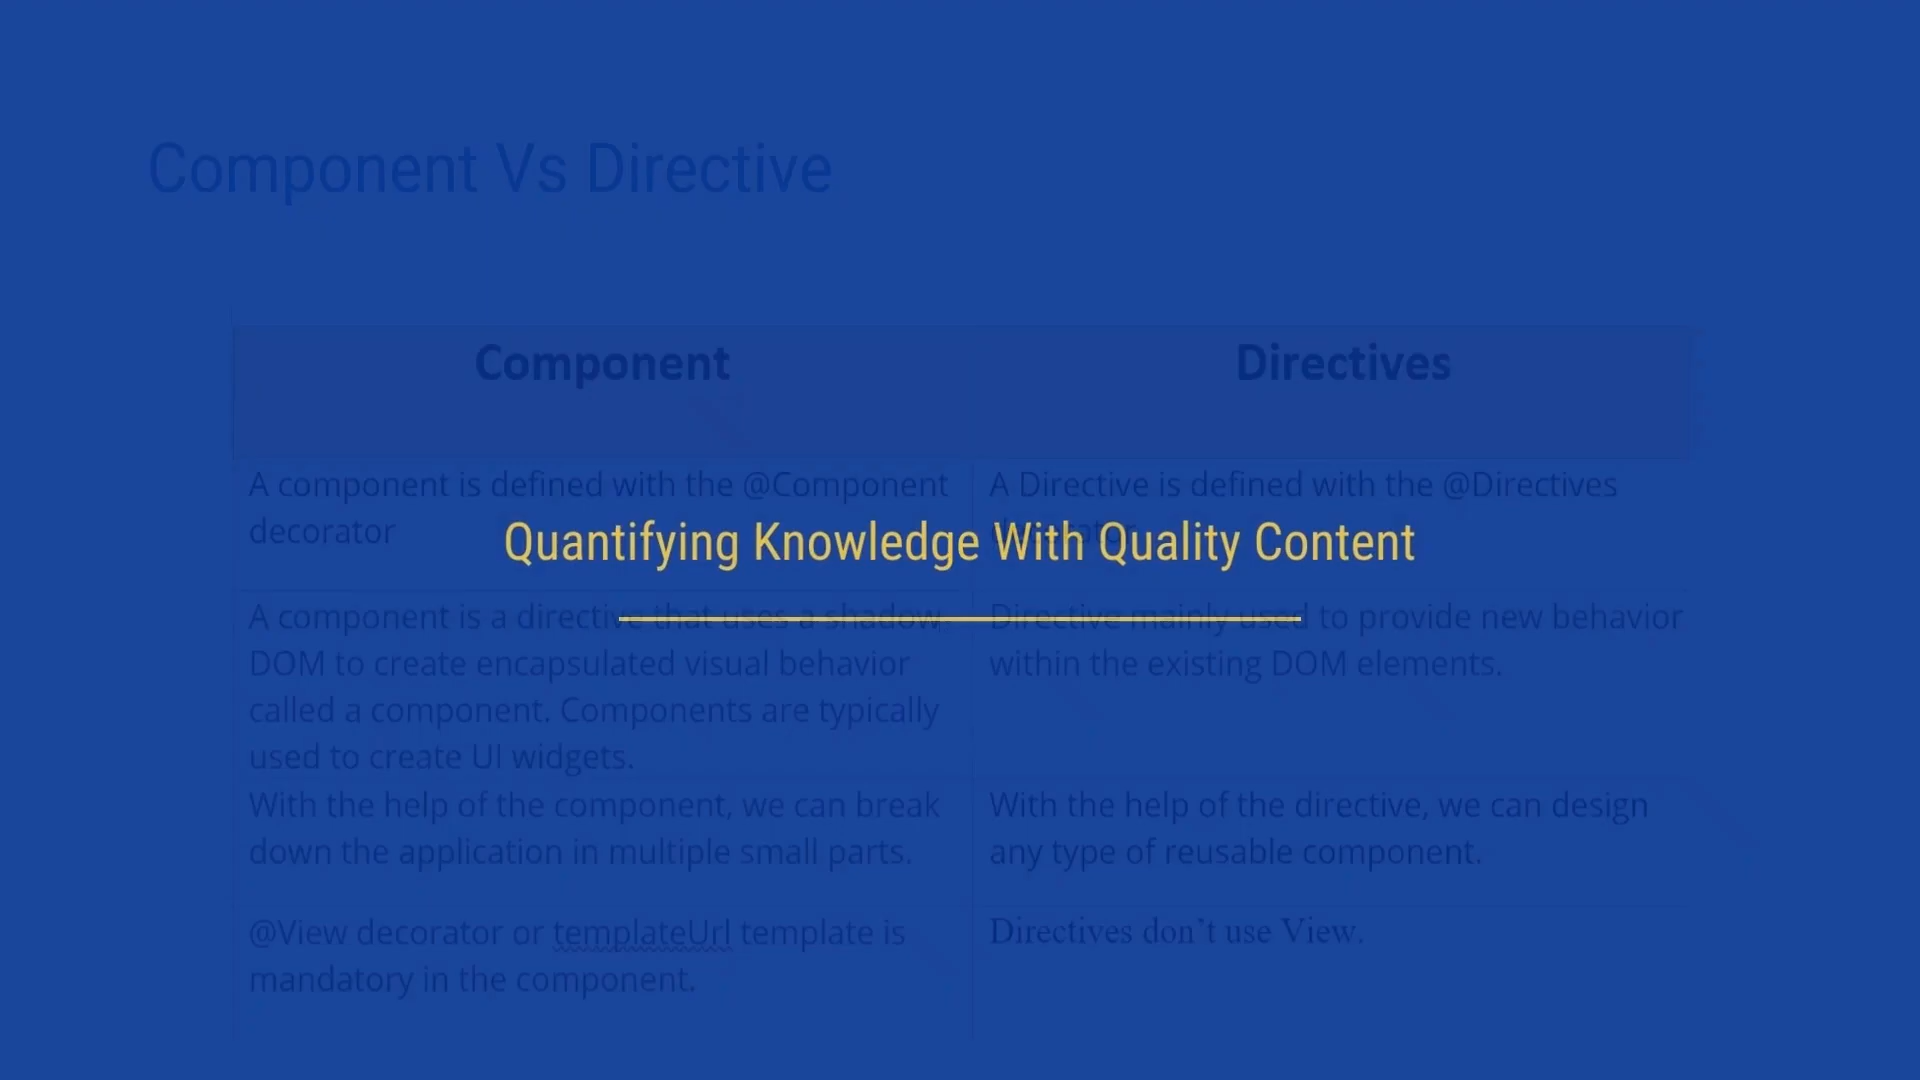 Component Vs Directive
Component
Directives
A component is defined with the @Component
decorator
A Directive is defined with the @Directives
Quantifying Knowledge With Quality Content
A component is a directive that uses a shadow
DOM to create encapsulated visual behavior
called a component. Components are typically
used to create UI widgets.
Directive mainly used to provide new behavior
within the existing DOM elements.
With the help of the component, we can break
down the application in multiple small parts.
With the help of the directive, we can design
any type of reusable component.
@View decorator or templateUrl template is
mandatory in the component.
Directives don’t use View.